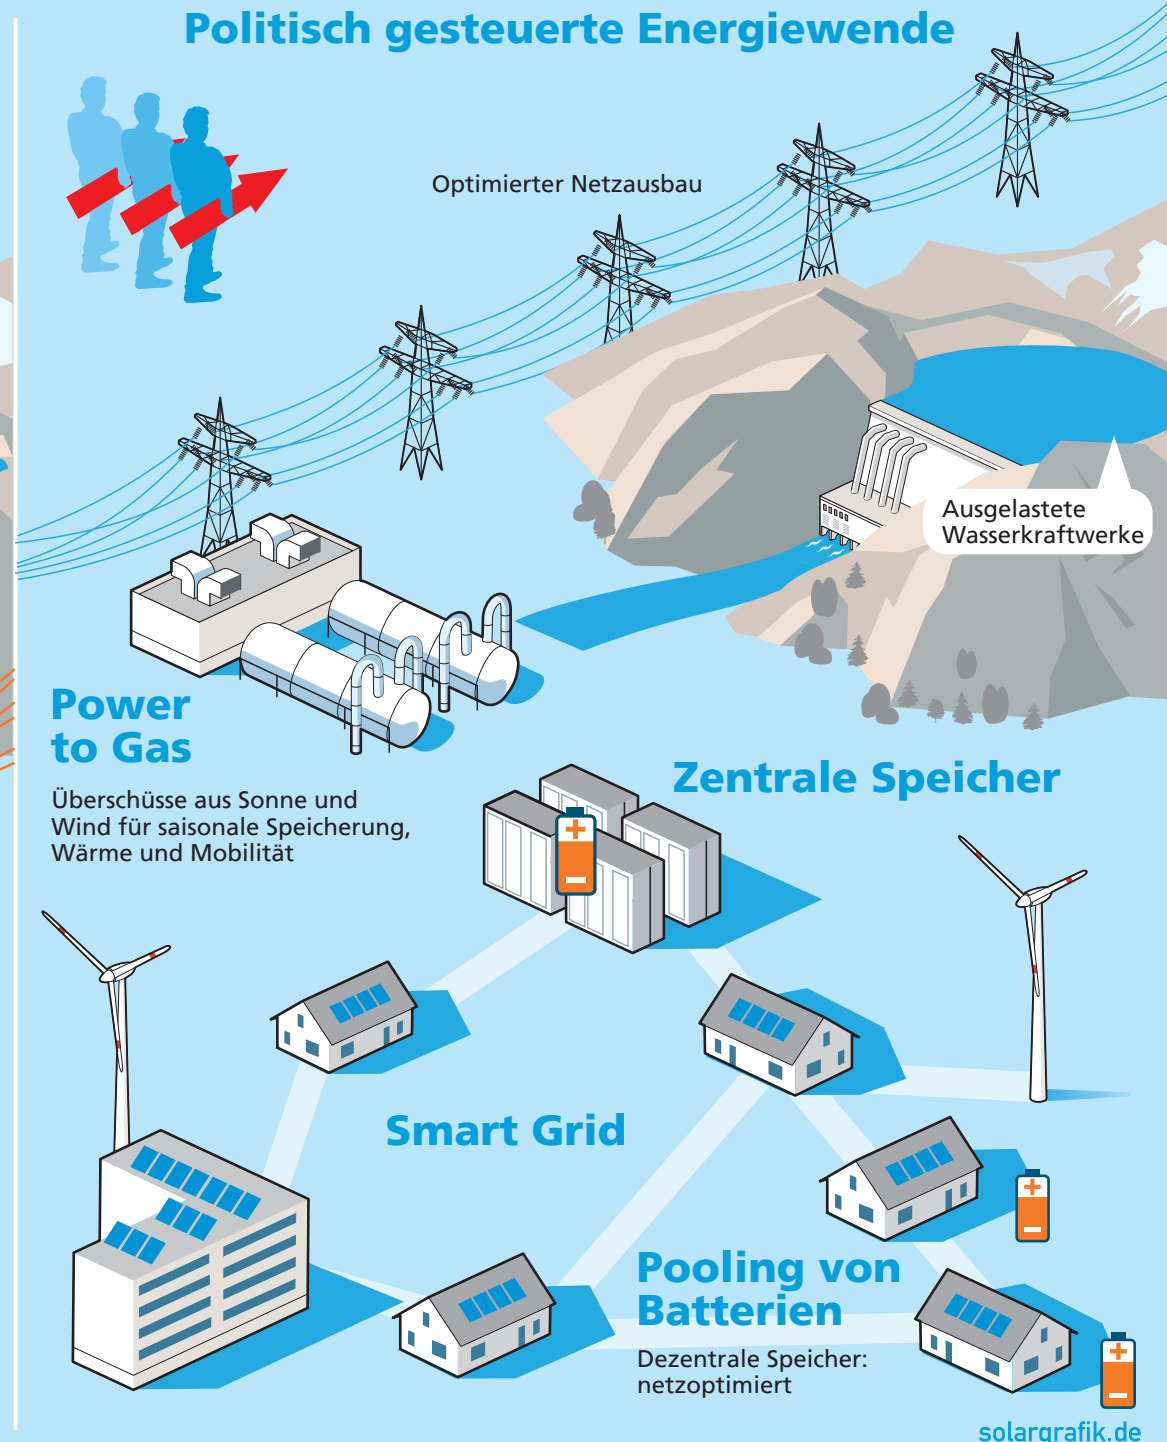 Politisch gesteuerte Energiewende
Optimierter Netzausbau
Ausgelastete
Wasserkraftwerke
Power
to Gas
Überschüsse aus Sonne und
Wind für saisonale Speicherung,
Wärme und Mobilität
Zentrale Speicher
Smart Grid
Pooling von
Batterien
Dezentrale Speicher:
netzoptimiert
solargrafik.de